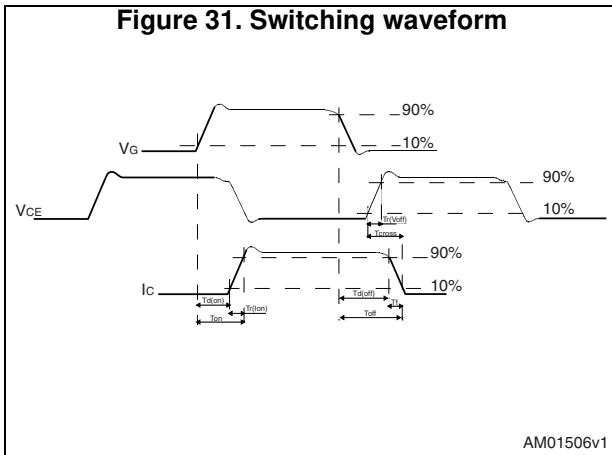 Figure 31. Switching waveform
90%
VG
10%
90%
VCE
10%
Tr(Voff)
Tcross
90%
IC
10%
Td(on)
Td(off)
Tr(Ion)
Tf
Ton
Toff
AM01506v1